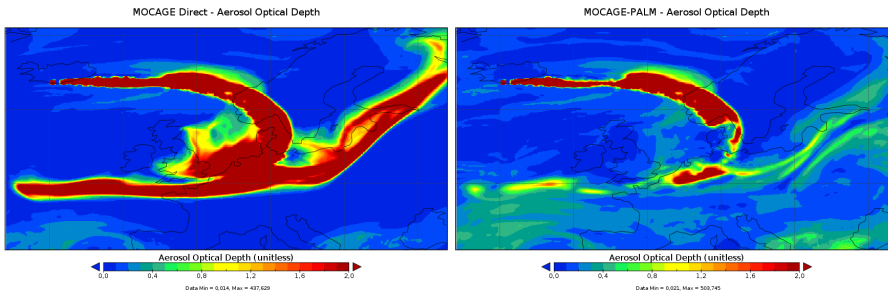 MOCAGE Direct - Aerosol Optical Depth
Aerosol Optical Depth (unitless)
0,0 0,4 0,8 1,2 1,6 2,0
Data Min = 0,014, Max = 437,629
MOCAGE-PALM - Aerosol Optical Depth
Aerosol Optical Depth (unitless)
0,0 0,4 0,8 1,2 1,6 2,0
Data Min = 0,021, Max = 503,745